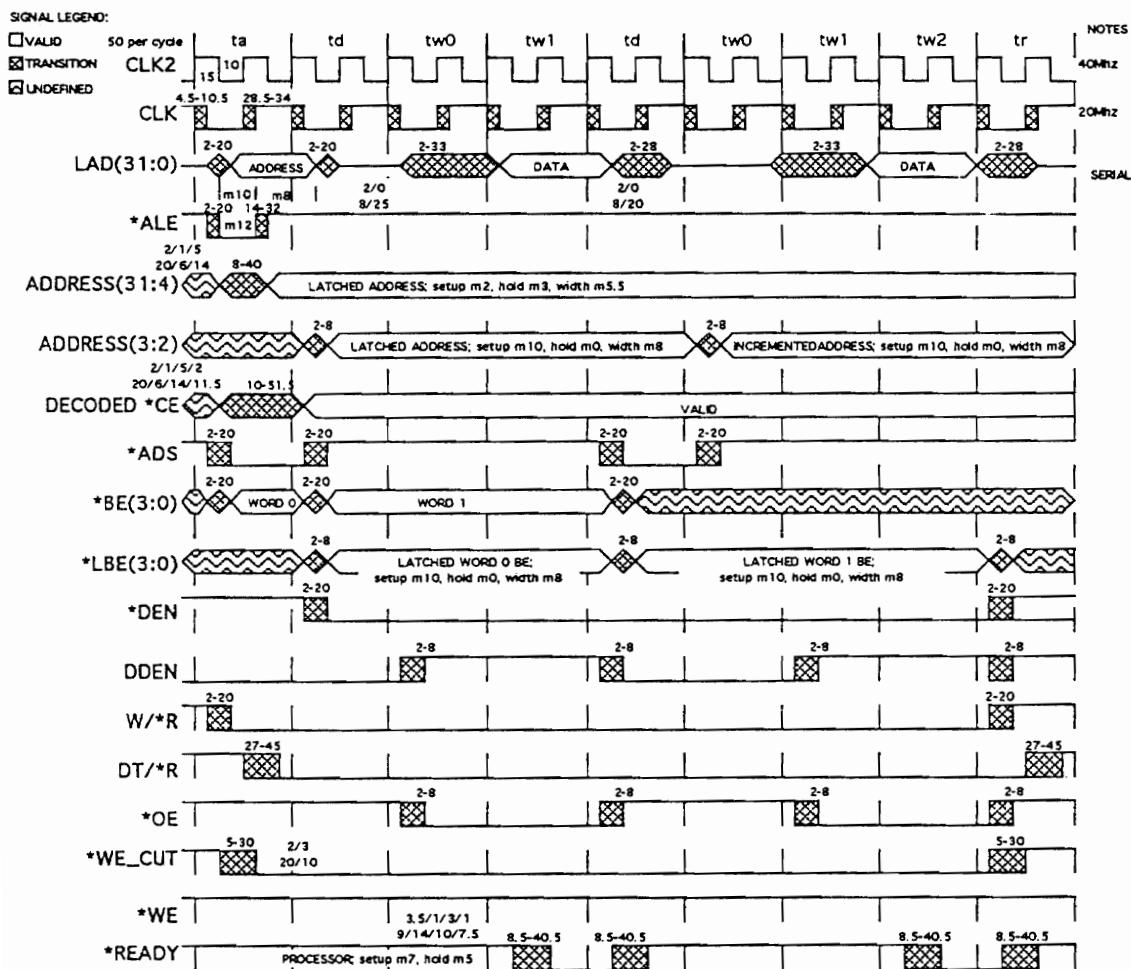 SIGNAL LEGEND:
VALID
TRANSITION
UNDEFINED
50 per cycle
ta td tw0 tw1 td tw0 tw1 tw2 tr
NOTES
CLK2
10
15
40Mhz
4.5-10.5 28.5-34
CLK
20Mhz
2-20 2-20 2-33 2-28 2-33 2-28
LAD(31:0)
ADDRESS DATA DATA
SERIAL
m10 m8
2/0
8/25
2/0
8/20
2-20 14-32
*ALE
m12
2/1/5
20/6/14 8-40
ADDRESS(31:4)
LATCHED ADDRESS; setup m2, hold m3, width m5.5
2-8 2-8
ADDRESS(3:2)
LATCHED ADDRESS; setup m10, hold m0, width m8
INCREMENTEDADDRESS; setup m10, hold m0, width m8
2/1/5/2
20/6/14/11.5 10-51.5
DECODED *CE
VALID
2-20 2-20 2-20 2-20
*ADS
2-20 2-20 2-20
*BE(3:0)
WORD 0 WORD 1
2-8 2-8 2-8
*LBE(3:0)
LATCHED WORD 0 BE;
setup m10, hold m0, width m8
LATCHED WORD 1 BE;
setup m10, hold m0, width m8
2-20 2-20
*DEN
2-8 2-8 2-8 2-8
DDEN
2-20 2-20
W/*R
27-45 27-45
DT/*R
2-8 2-8 2-8 2-8
*OE
5-30 5-30
*WE_CUT
2/3
20/10
*WE
3.5/1/3/1
9/14/10/7.5
8.5-40.5 8.5-40.5 8.5-40.5 8.5-40.5
*READY
PROCESSOR; setup m7, hold m5